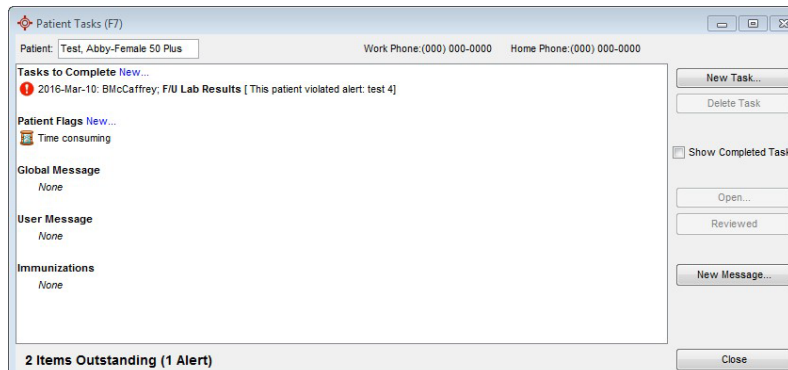 Patient Tasks (F7)
Patient: Test, Abby-Female 50 Plus Work Phone:(000) 000-0000 Home Phone:(000) 000-0000
Tasks to Complete New...
2016-Mar-10: BMcCaffrey; F/U Lab Results [ This patient violated alert: test 4]
Patient Flags New...
Time consuming
Global Message
None
User Message
None
Immunizations
None
New Task...
Delete Task
Show Completed Task
Open...
Reviewed
New Message...
2 Items Outstanding (1 Alert)
Close